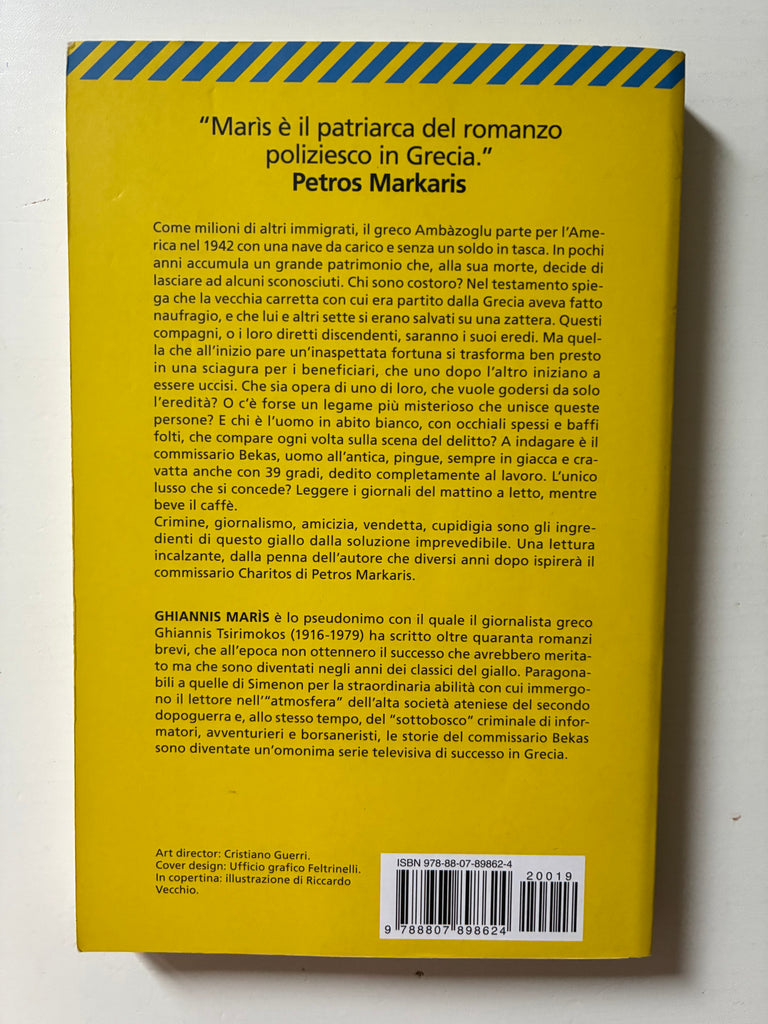 “Marìs è il patriarca del romanzo
poliziesco in Grecia.”
Petros Markaris
Come milioni di altri immigrati, il greco Ambàzoglu parte per l’Ame-
rica nel 1942 con una nave da carico e senza un soldo in tasca. In pochi
anni accumula un grande patrimonio che, alla sua morte, decide di
lasciare ad alcuni sconosciuti. Chi sono costoro? Nel testamento spie-
ga che la vecchia carretta con cui era partito dalla Grecia aveva fatto
naufragio, e che lui e altri sette si erano salvati su una zattera. Questi
compagni, o i loro diretti discendenti, saranno i suoi eredi. Ma quel-
la che all’inizio pare un’inaspettata fortuna si trasforma ben presto
in una sciagura per i beneficiari, che uno dopo l’altro iniziano a
essere uccisi. Che sia opera di uno di loro, che vuole godersi da solo
l’eredità? O c’è forse un legame più misterioso che unisce queste
persone? E chi è l’uomo in abito bianco, con occhiali spessi e baffi
folti, che compare ogni volta sulla scena del delitto? A indagare è il
commissario Bekas, uomo all’antica, pingue, sempre in giacca e cra-
vatta anche con 39 gradi, dedito completamente al lavoro. L’unico
lusso che si concede? Leggere i giornali del mattino a letto, mentre
beve il caffè.
Crimine, giornalismo, amicizia, vendetta, cupidigia sono gli ingre-
dienti di questo giallo dalla soluzione imprevedibile. Una lettura
incalzante, dalla penna dell’autore che diversi anni dopo ispirerà il
commissario Charitos di Petros Markaris.
GHIANNIS MARÌS è lo pseudonimo con il quale il giornalista greco
Ghiannis Tsirimokos (1916-1979) ha scritto oltre quaranta romanzi
brevi, che all’epoca non ottennero il successo che avrebbero merita-
to ma che sono diventati negli anni dei classici del giallo. Paragona-
bili a quelle di Simenon per la straordinaria abilità con cui immergo-
no il lettore nell’“atmosfera” dell’alta società ateniese del secondo
dopoguerra e, allo stesso tempo, del “sottobosco” criminale di infor-
matori, avventurieri e borsaneristi, le storie del commissario Bekas
sono diventate un’omonima serie televisiva di successo in Grecia.
Art director: Cristiano Guerri.
Cover design: Ufficio grafico Feltrinelli.
In copertina: illustrazione di Riccardo
Vecchio.
ISBN 978-88-07-89862-4
20019
9 788807 898624